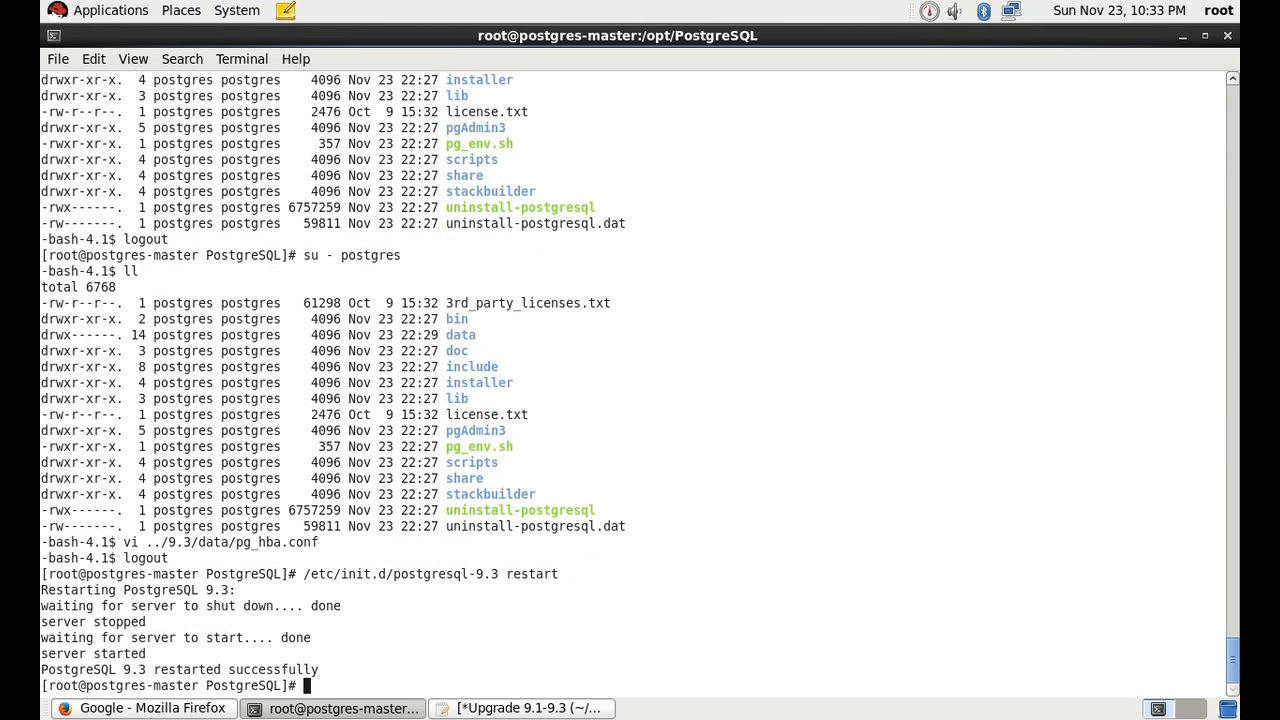 Applications Places System Sun Nov 23, 10:33 PM root
root@postgres-master:/opt/PostgreSQL
File Edit View Search Terminal Help
drwxr-xr-x. 4 postgres postgres 4096 Nov 23 22:27 installer
drwxr-xr-x. 3 postgres postgres 4096 Nov 23 22:27 lib
-rw-r--r--. 1 postgres postgres 2476 Oct 9 15:32 license.txt
drwxr-xr-x. 5 postgres postgres 4096 Nov 23 22:27 pgAdmin3
-rwxr-xr-x. 1 postgres postgres 357 Nov 23 22:27 pg_env.sh
drwxr-xr-x. 4 postgres postgres 4096 Nov 23 22:27 scripts
drwxr-xr-x. 4 postgres postgres 4096 Nov 23 22:27 share
drwxr-xr-x. 4 postgres postgres 4096 Nov 23 22:27 stackbuilder
-rwx------. 1 postgres postgres 6757259 Nov 23 22:27 uninstall-postgresql
-rw-------. 1 postgres postgres 59811 Nov 23 22:27 uninstall-postgresql.dat
-bash-4.1$ logout
[root@postgres-master PostgreSQL]# su - postgres
-bash-4.1$ ll
total 6768
-rw-r--r--. 1 postgres postgres 61298 Oct 9 15:32 3rd_party_licenses.txt
drwxr-xr-x. 2 postgres postgres 4096 Nov 23 22:27 bin
drwx------. 14 postgres postgres 4096 Nov 23 22:29 data
drwxr-xr-x. 3 postgres postgres 4096 Nov 23 22:27 doc
drwxr-xr-x. 8 postgres postgres 4096 Nov 23 22:27 include
drwxr-xr-x. 4 postgres postgres 4096 Nov 23 22:27 installer
drwxr-xr-x. 3 postgres postgres 4096 Nov 23 22:27 lib
-rw-r--r--. 1 postgres postgres 2476 Oct 9 15:32 license.txt
drwxr-xr-x. 5 postgres postgres 4096 Nov 23 22:27 pgAdmin3
-rwxr-xr-x. 1 postgres postgres 357 Nov 23 22:27 pg_env.sh
drwxr-xr-x. 4 postgres postgres 4096 Nov 23 22:27 scripts
drwxr-xr-x. 4 postgres postgres 4096 Nov 23 22:27 share
drwxr-xr-x. 4 postgres postgres 4096 Nov 23 22:27 stackbuilder
-rwx------. 1 postgres postgres 6757259 Nov 23 22:27 uninstall-postgresql
-rw-------. 1 postgres postgres 59811 Nov 23 22:27 uninstall-postgresql.dat
-bash-4.1$ vi ../9.3/data/pg_hba.conf
-bash-4.1$ logout
[root@postgres-master PostgreSQL]# /etc/init.d/postgresql-9.3 restart
Restarting PostgreSQL 9.3:
waiting for server to shut down.... done
server stopped
waiting for server to start.... done
server started
PostgreSQL 9.3 restarted successfully
[root@postgres-master PostgreSQL]#
Google - Mozilla Firefox root@postgres-master... [*Upgrade 9.1-9.3 (~/...